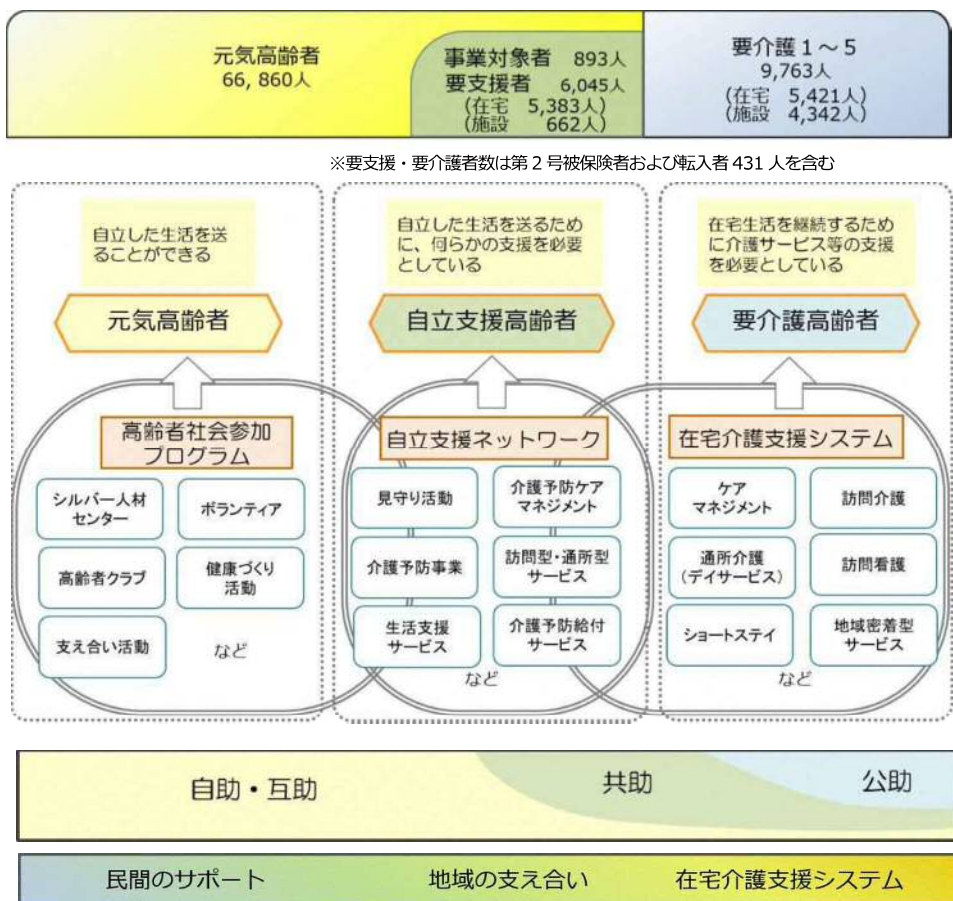 元気高齢者
66,860人
事業対象者 893人
要支援者 6,045人
(在宅 5,383人)
(施設 662人)
要介護1～5
9,763人
(在宅 5,421人)
(施設 4,342人)
※要支援・要介護者数は第2号被保険者および転入者431人を含む
自立した生活を送
ることができる
元気高齢者
高齢者社会参加
プログラム
シルバー人材
センター
ボランティア
高齢者クラブ
健康づくり
活動
支え合い活動
など
自立した生活を送るため
に、何らかの支援を必要
としている
自立支援高齢者
自立支援ネットワーク
見守り活動
介護予防ケア
マネジメント
介護予防事業
訪問型・通所型
サービス
生活支援
サービス
介護予防給付
サービス
など
在宅生活を継続するため
に介護サービス等の支援
を必要としている
要介護高齢者
在宅介護支援システム
ケア
マネジメント
訪問介護
通所介護
(デイサービス)
訪問看護
ショートステイ
地域密着型
サービス
など
自助・互助
共助
公助
民間のサポート
地域の支え合い
在宅介護支援システム